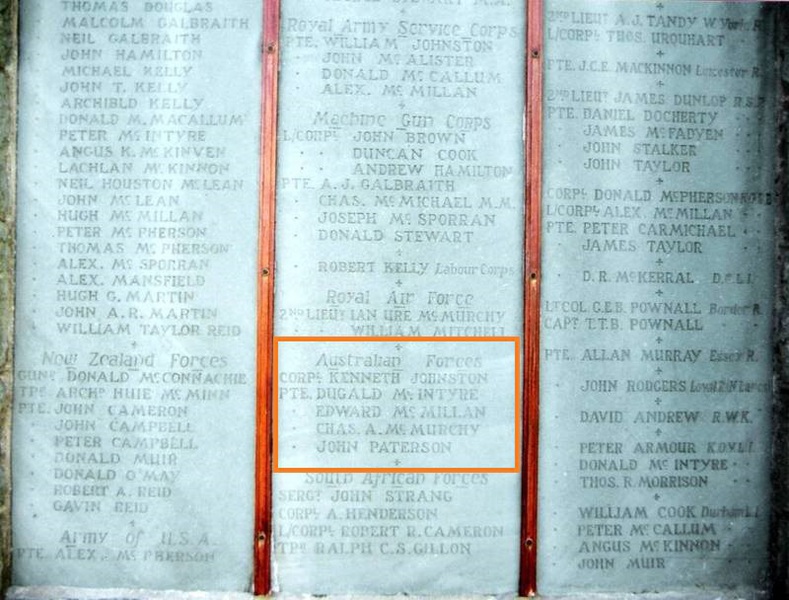 THOMAS DOUGLAS
MALCOLM GALBRAITH
NEIL GALBRAITH
JOHN HAMILTON
MICHAEL KELLY
JOHN T. KELLY
ARCHIBLD KELLY
DONALD M. MACALLUM
PETER McINTYRE
ANGUS K. McKINVEN
LACHLAN McKINNON
NEIL HOUSTON McLEAN
JOHN McLEAN
HUGH McMILLAN
PETER McPHERSON
THOMAS McPHERSON
ALEX. McSPORRAN
ALEX. MANSFIELD
HUGH G. MARTIN
JOHN A.R. MARTIN
WILLIAM TAYLOR REID
New Zealand Forces
GUNR DONALD McCONNACHIE
TPR ARCHD HUIE McMINN
PTE. JOHN CAMERON
JOHN CAMPBELL
PETER CAMPBELL
DONALD MUIR
DONALD O'MAY
ROBERT A. REID
GAVIN REID
Army of U.S.A.
PTE. ALEX. McPHERSON
Royal Army Service Corps
PTE. WILLIAM JOHNSTON
JOHN McALISTER
DONALD McCALLUM
ALEX. McMILLAN
Machine Gun Corps
L/CORPL JOHN BROWN
DUNCAN COOK
ANDREW HAMILTON
PTE. A.J. GALBRAITH
CHAS. McMICHAEL M.M.
JOSEPH McSPORRAN
DONALD STEWART
ROBERT KELLY Labour Corps
Royal Air Force
2ND LIEUT IAN URE McMURCHY
WILLIAM MITCHELL
Australian Forces
CORPL KENNETH JOHNSTON
PTE. DUGALD McINTYRE
EDWARD McMILLAN
CHAS. A. McMURCHY
JOHN PATERSON
South African Forces
SERGT JOHN STRANG
CORPL A. HENDERSON
L/CORPL ROBERT R. CAMERON
TPR RALPH C.S. GILLON
2ND LIEUT A.J. TANDY W. York R.
L/CORPL THOS. URQUHART
PTE. J.C.E. MACKINNON Leicester R.
2ND LIEUT JAMES DUNLOP R.S.F.
PTE. DANIEL DOCHERTY
JAMES McFADYEN
JOHN STALKER
JOHN TAYLOR
CORPL DONALD McPHERSON
L/CORPL ALEX. McMILLAN
PTE. PETER CARMICHAEL
JAMES TAYLOR
D.R. McKERRAL D.C.L.I.
LT COL G.E.B. POWNALL Border R.
CAPT T.T.B. POWNALL
PTE. ALLAN MURRAY Essex R.
JOHN RODGERS Loyal N. Lancs
DAVID ANDREW R.W.K.
PETER ARMOUR K.O.Y.L.I.
DONALD McINTYRE
THOS. R. MORRISON
WILLIAM COOK Durham L.I.
PETER McCALLUM
ANGUS McKINNON
JOHN MUIR